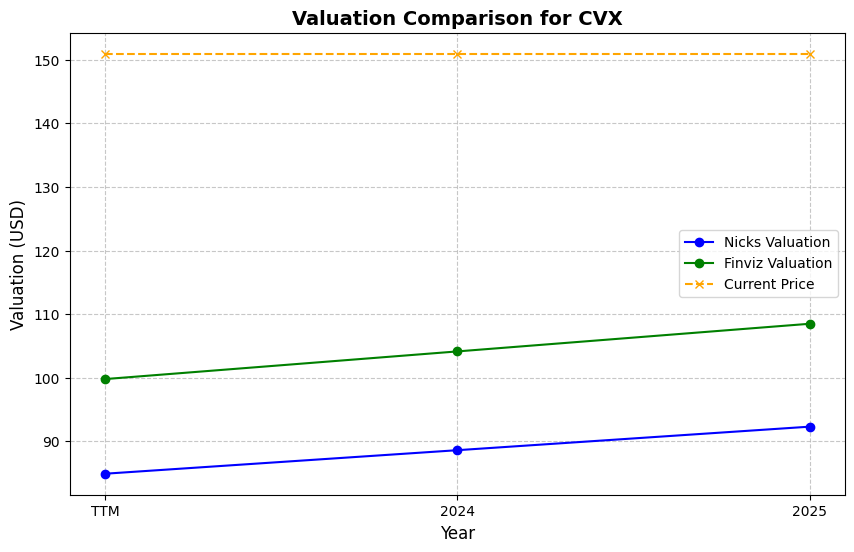 Valuation Comparison for CVX
Valuation (USD)
150
140
130
120
110
100
90
Nicks Valuation
Finviz Valuation
Current Price
TTM
2024
2025
Year